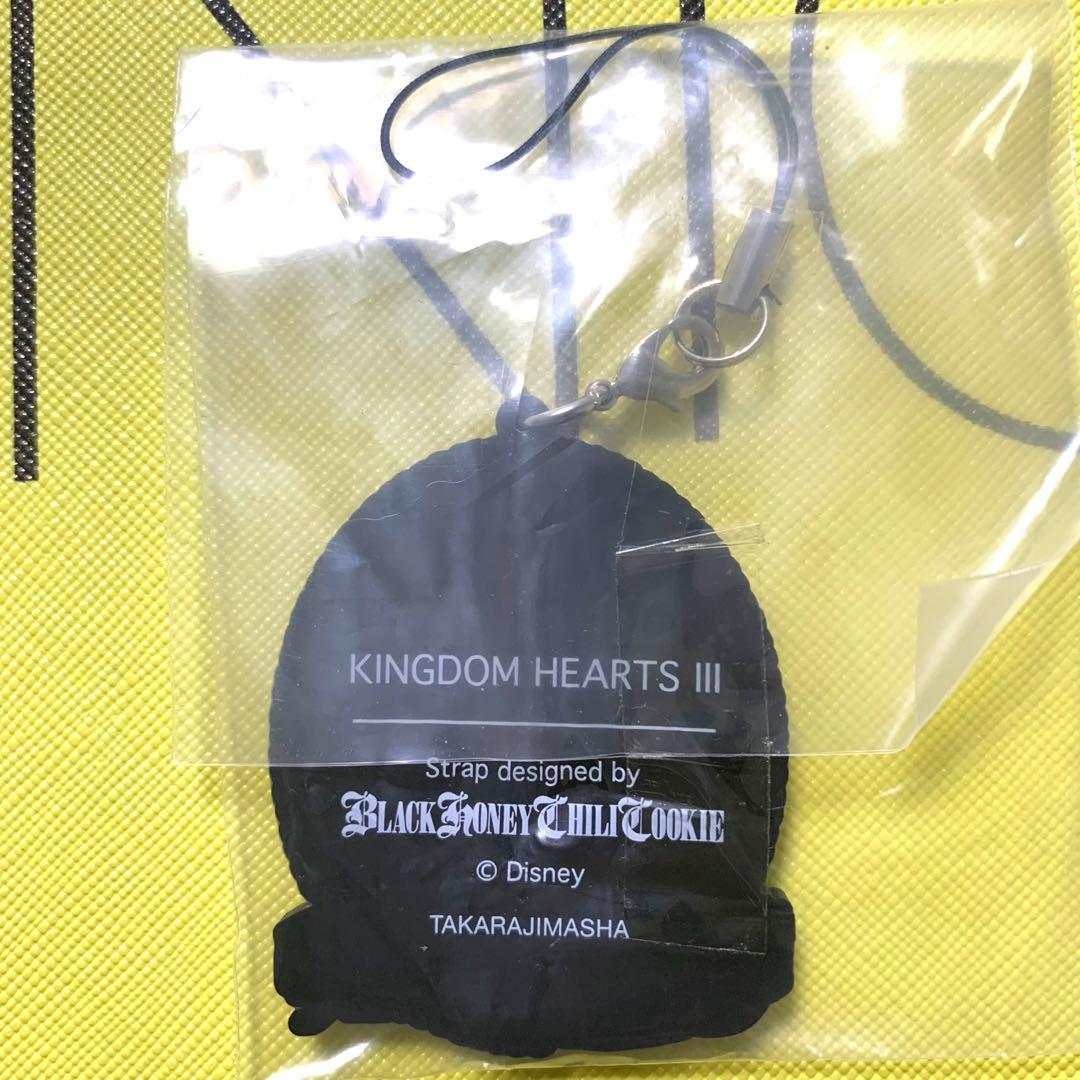 KINGDOM HEARTS III
Strap designed by
BLACK HONEY CHILI COOKIE
© Disney
TAKARAJIMASHA